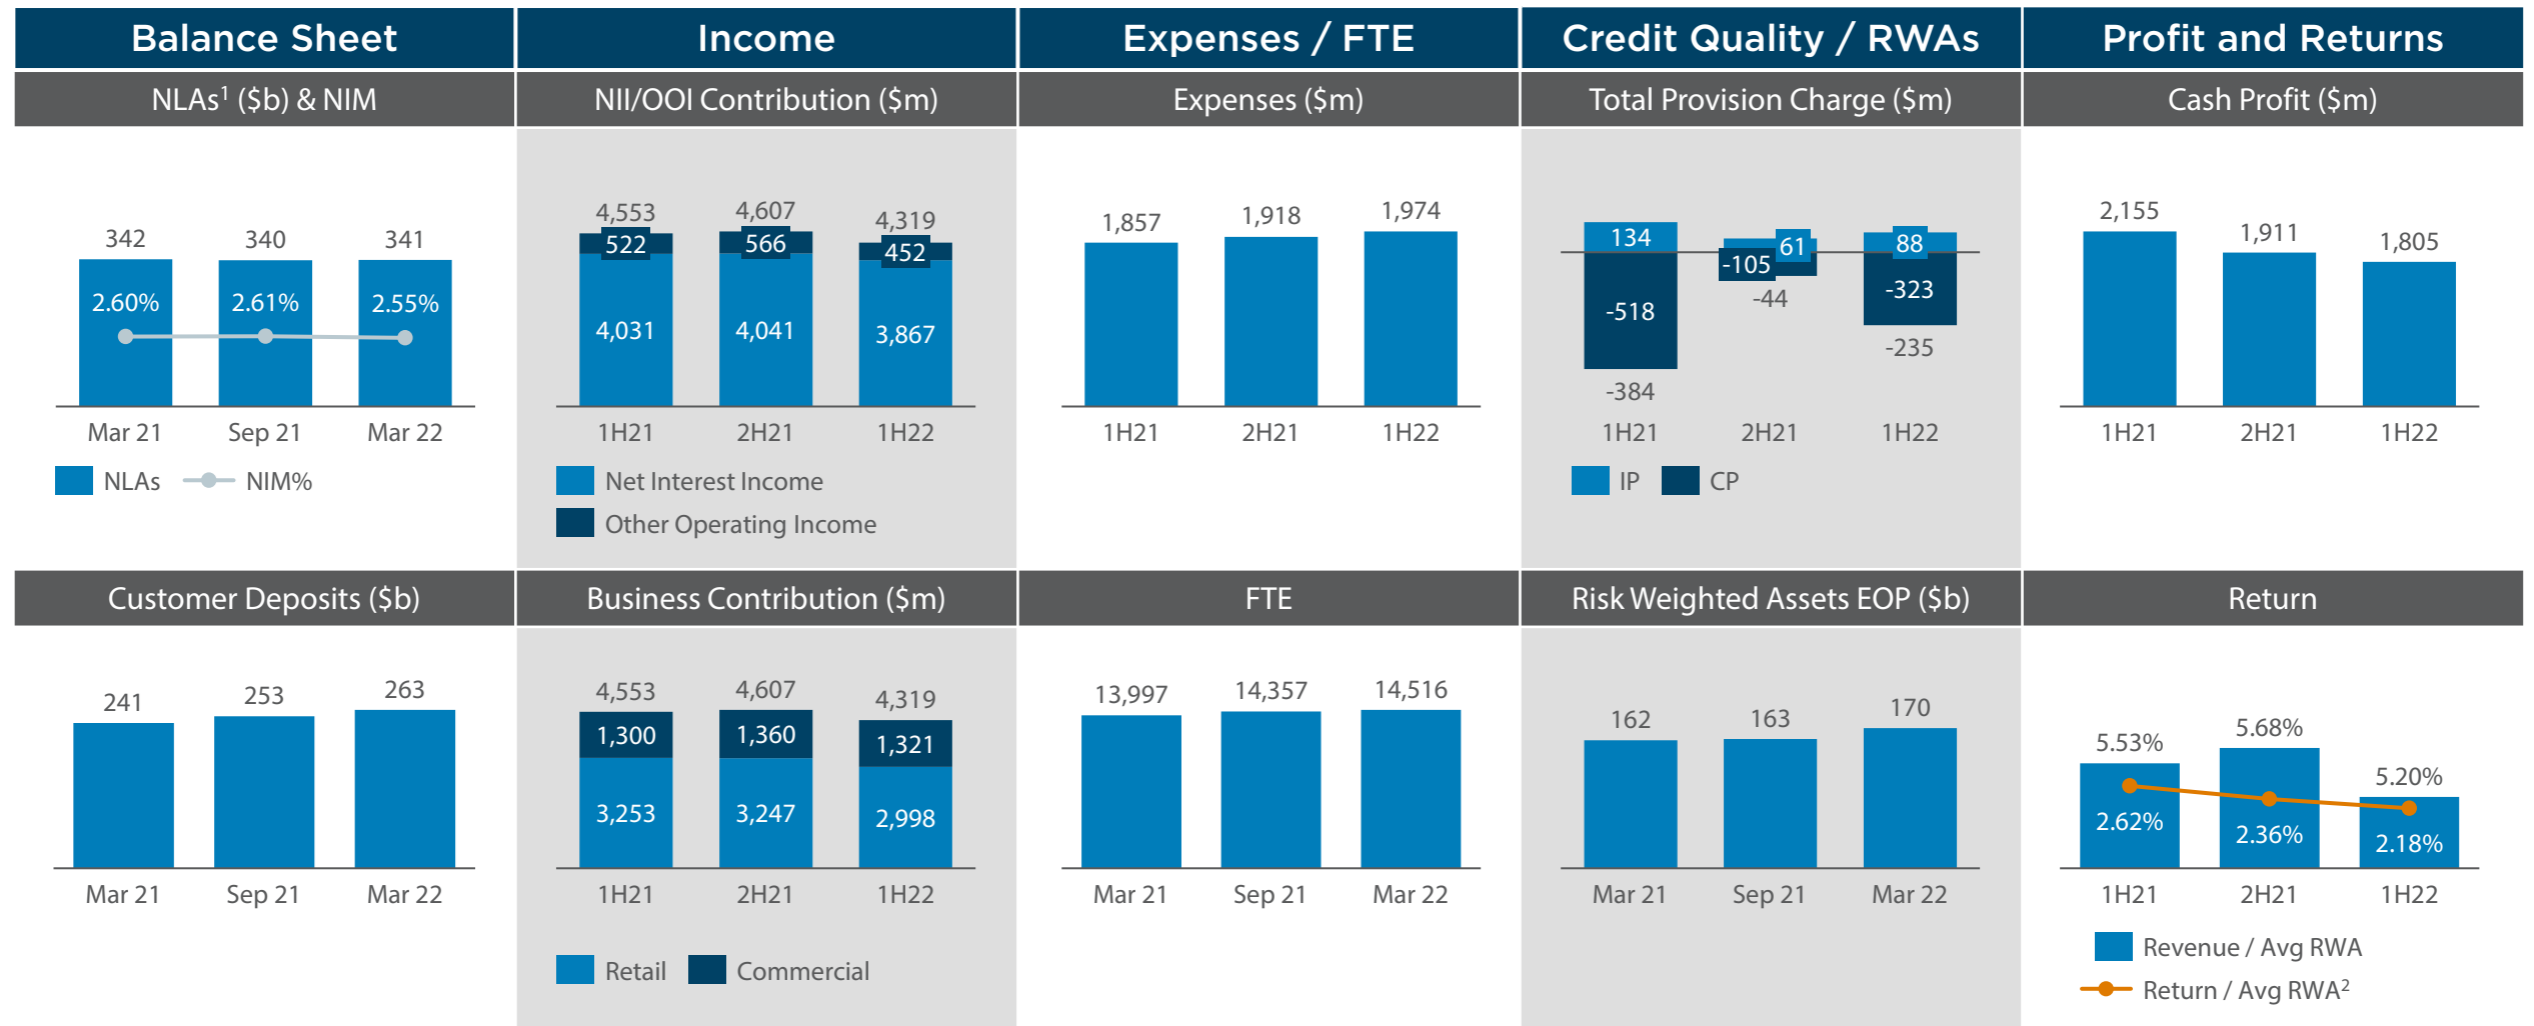 Balance Sheet
Income
Expenses / FTE
Credit Quality / RWAs
Profit and Returns
NLAs¹ ($b) & NIM
NII/OOI Contribution ($m)
Expenses ($m)
Total Provision Charge ($m)
Cash Profit ($m)
342 340 341
2.60% 2.61% 2.55%
Mar 21 Sep 21 Mar 22
NLAs NIM%
4,553 4,607 4,319
522 566 452
4,031 4,041 3,867
1H21 2H21 1H22
Net Interest Income
Other Operating Income
1,857 1,918 1,974
1H21 2H21 1H22
134 61 88
-518 -105 -323
-384 -44 -235
1H21 2H21 1H22
IP CP
2,155 1,911 1,805
1H21 2H21 1H22
Customer Deposits ($b)
Business Contribution ($m)
FTE
Risk Weighted Assets EOP ($b)
Return
241 253 263
Mar 21 Sep 21 Mar 22
4,553 4,607 4,319
1,300 1,360 1,321
3,253 3,247 2,998
1H21 2H21 1H22
Retail Commercial
13,997 14,357 14,516
Mar 21 Sep 21 Mar 22
162 163 170
Mar 21 Sep 21 Mar 22
5.53% 5.68% 5.20%
2.62% 2.36% 2.18%
1H21 2H21 1H22
Revenue / Avg RWA
Return / Avg RWA²